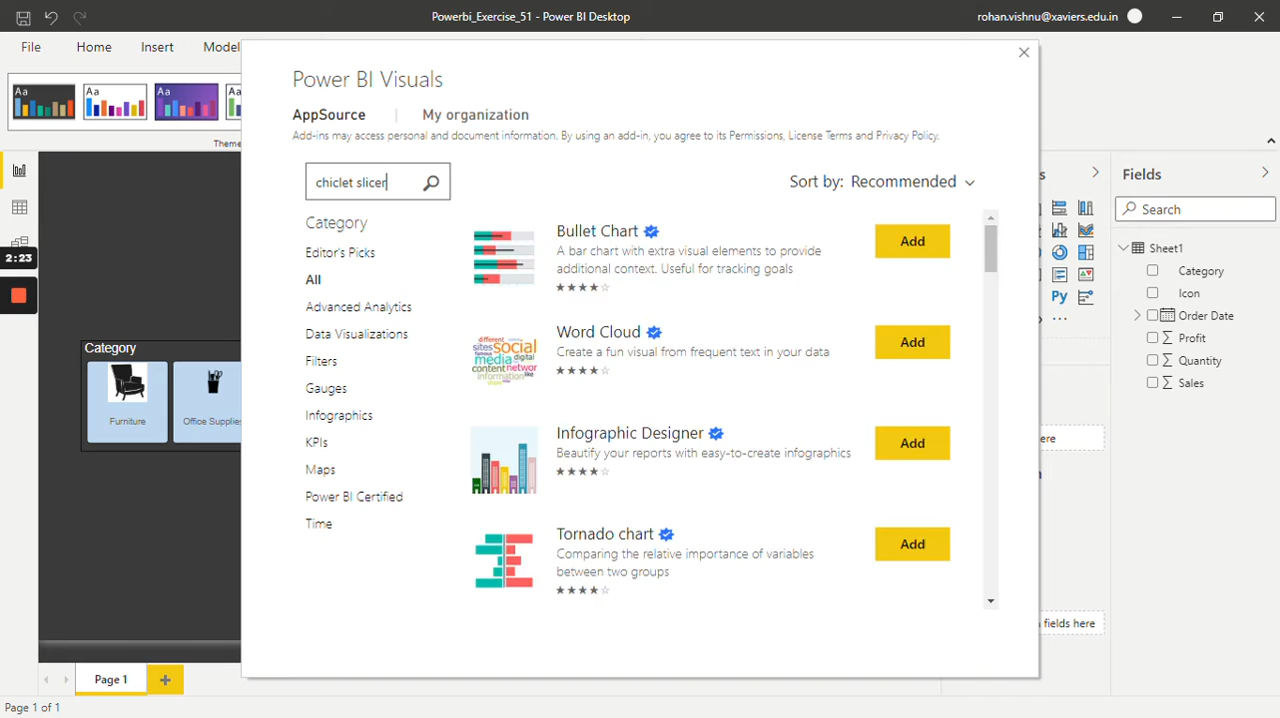 Powerbi_Exercise_51 - Power BI Desktop
rohan.vishnu@xaviers.edu.in
File
Home
Insert
Model
Aa
Aa
Aa
Theme
Power BI Visuals
AppSource
My organization
Add-ins may access personal and document information. By using an add-in, you agree to its Permissions, License Terms and Privacy Policy.
chiclet slicer
Sort by: Recommended
Category
Editor's Picks
All
Advanced Analytics
Data Visualizations
Filters
Gauges
Infographics
KPIs
Maps
Power BI Certified
Time
Bullet Chart
A bar chart with extra visual elements to provide
additional context. Useful for tracking goals
Add
Word Cloud
Create a fun visual from frequent text in your data
Add
Infographic Designer
Beautify your reports with easy-to-create infographics
Add
Tornado chart
Comparing the relative importance of variables
between two groups
Add
social
media
content
2:23
Category
Furniture
Office Supplies
Py
ere
fields here
Fields
Search
Sheet1
Category
Icon
Order Date
Profit
Quantity
Sales
Page 1
Page 1 of 1